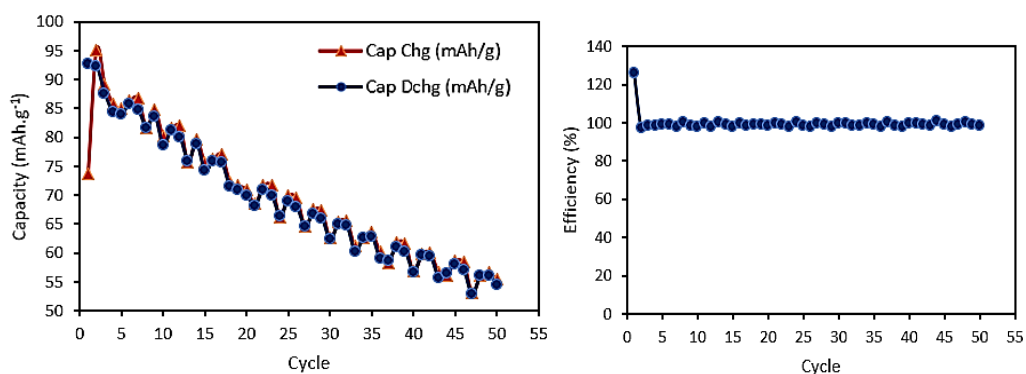 100
95
90
85
80
75
70
65
60
55
50
Capacity (mAh.g⁻¹)
0 5 10 15 20 25 30 35 40 45 50 55
Cycle
Cap Chg (mAh/g)
Cap Dchg (mAh/g)
140
120
100
80
60
40
20
0
Efficiency (%)
0 5 10 15 20 25 30 35 40 45 50 55
Cycle